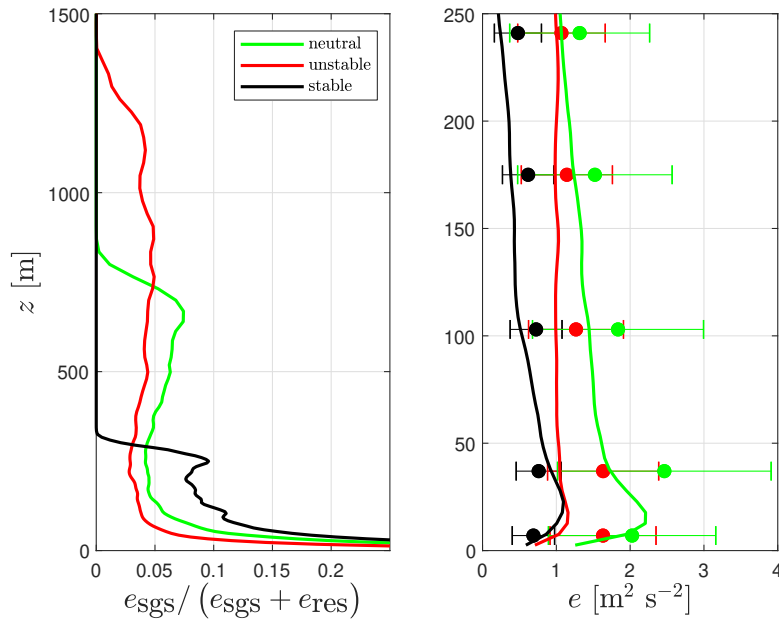 1500
1000
500
0
z [m]
0 0.05 0.1 0.15 0.2
e_sgs/ (e_sgs + e_res)
neutral
unstable
stable
250
200
150
100
50
0
0 1 2 3 4
e [m² s⁻²]